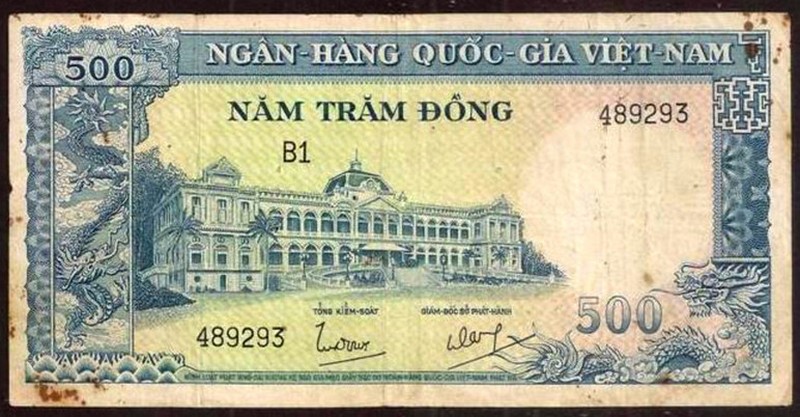 NGÂN-HÀNG QUỐC-GIA VIỆT-NAM
500
NĂM TRĂM ĐỒNG
489293
B1
TỔNG KIỂM-SOÁT
GIÁM-ĐỐC SỞ PHÁT-HÀNH
500
489293